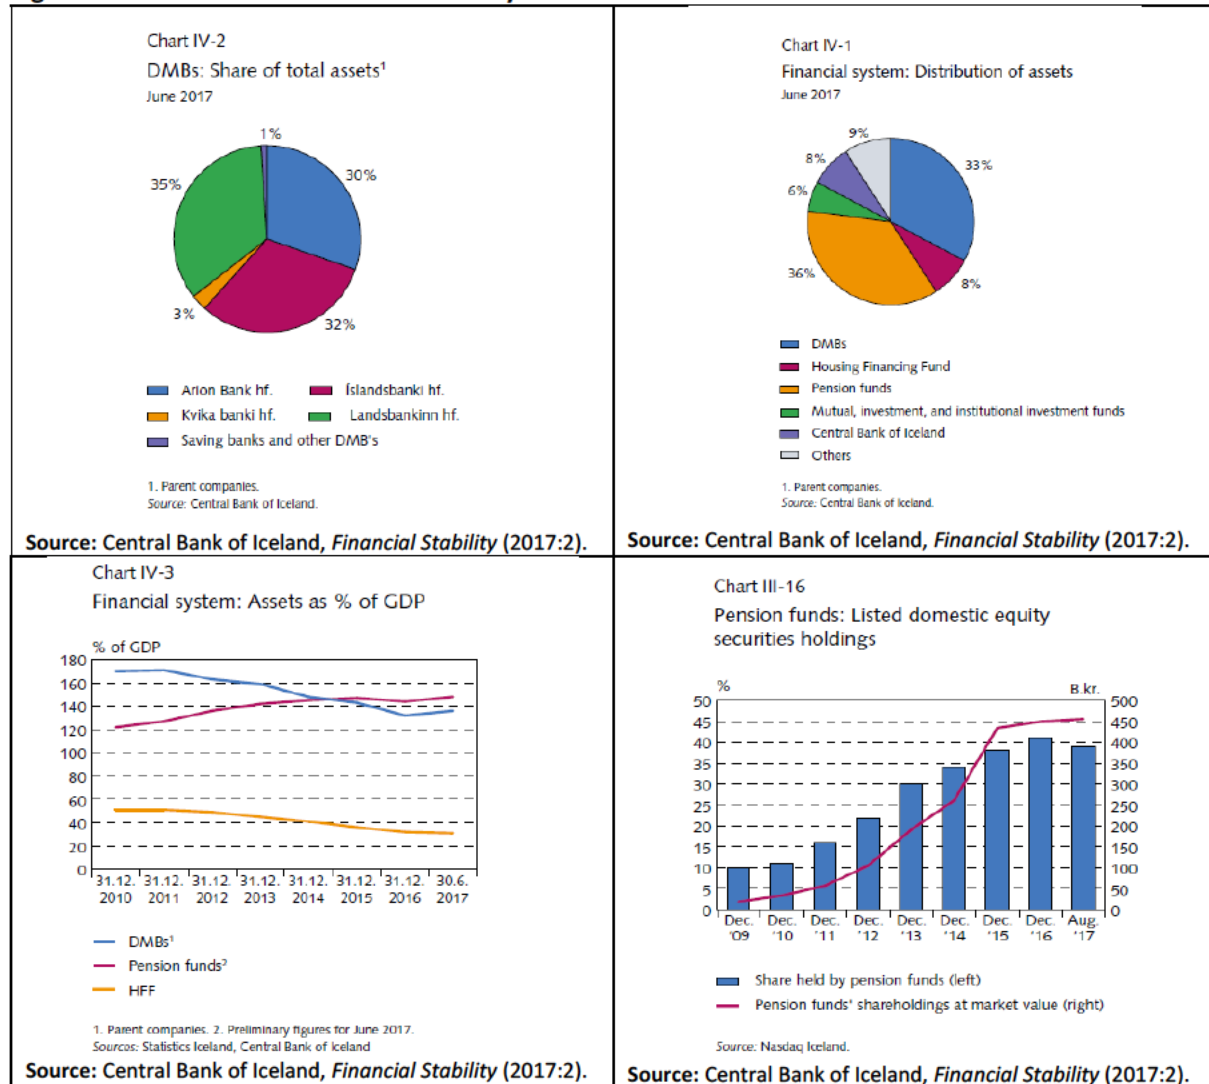 Chart IV-2
DMBs: Share of total assets¹
June 2017
1%
30%
35%
3%
32%
Arion Bank hf.
Íslandsbanki hf.
Kvika banki hf.
Landsbankinn hf.
Saving banks and other DMB's
1. Parent companies.
Source: Central Bank of Iceland.
Source: Central Bank of Iceland, Financial Stability (2017:2).
Chart IV-1
Financial system: Distribution of assets
June 2017
9%
8%
33%
6%
36%
8%
DMBs
Housing Financing Fund
Pension funds
Mutual, investment, and institutional investment funds
Central Bank of Iceland
Others
1. Parent companies.
Source: Central Bank of Iceland.
Source: Central Bank of Iceland, Financial Stability (2017:2).
Chart IV-3
Financial system: Assets as % of GDP
% of GDP
180
160
140
120
100
80
60
40
20
0
31.12. 31.12. 31.12. 31.12. 31.12. 31.12. 31.12. 30.6.
2010 2011 2012 2013 2014 2015 2016 2017
DMBs¹
Pension funds²
HFF
1. Parent companies. 2. Preliminary figures for June 2017.
Sources: Statistics Iceland, Central Bank of Iceland
Source: Central Bank of Iceland, Financial Stability (2017:2).
Chart III-16
Pension funds: Listed domestic equity
securities holdings
% B.kr.
50 500
45 450
40 400
35 350
30 300
25 250
20 200
15 150
10 100
5 50
0 0
Dec. Dec. Dec. Dec. Dec. Dec. Dec. Dec. Aug.
'09 '10 '11 '12 '13 '14 '15 '16 '17
Share held by pension funds (left)
Pension funds' shareholdings at market value (right)
Source: Nasdaq Iceland.
Source: Central Bank of Iceland, Financial Stability (2017:2).